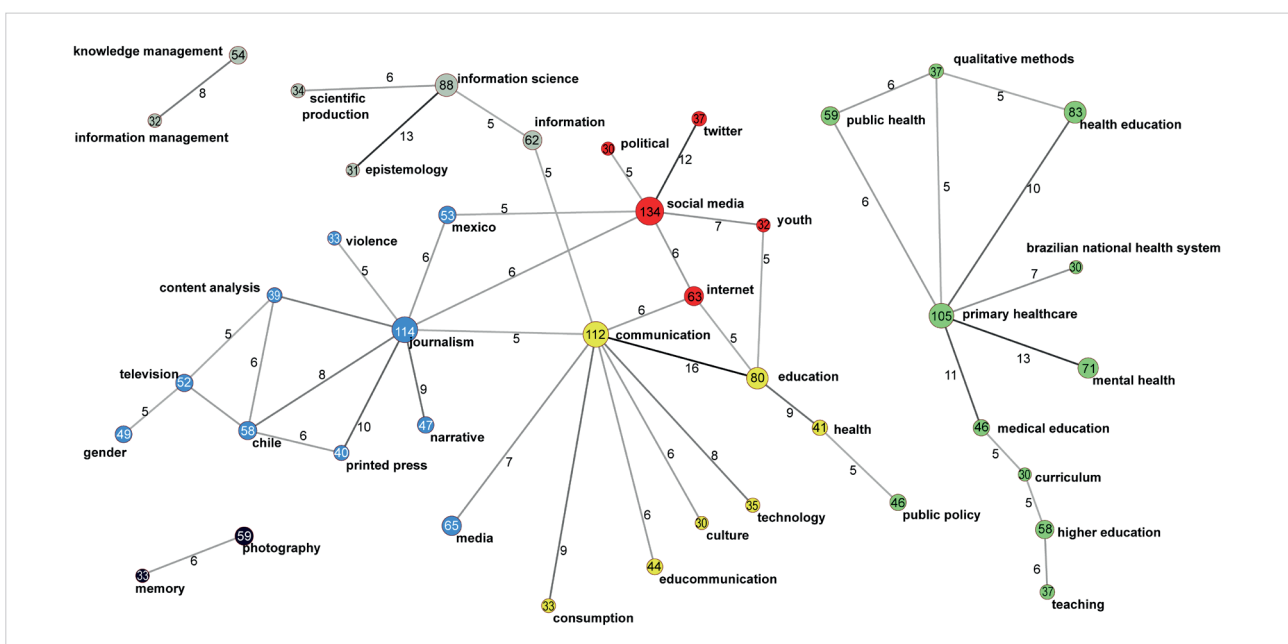 knowledge management
54
8
32
information management
34
6
88
information science
scientific
production
13
5
31
epistemology
information
62
5
37
twitter
30
political
5
12
134
social media
7
32
youth
53
mexico
5
6
6
6
5
33
violence
5
content analysis
39
5
6
television
52
5
49
gender
8
58
chile
6
10
40
printed press
9
47
narrative
114
journalism
5
112
communication
6
63
internet
5
16
80
education
9
41
health
5
46
public policy
7
65
media
9
33
consumption
6
44
educommunication
6
30
culture
8
35
technology
59
photography
6
33
memory
37
qualitative methods
6
5
59
public health
83
health education
5
10
6
brazilian national health system
7
30
105
primary healthcare
13
71
mental health
11
46
medical education
5
30
curriculum
5
58
higher education
6
37
teaching